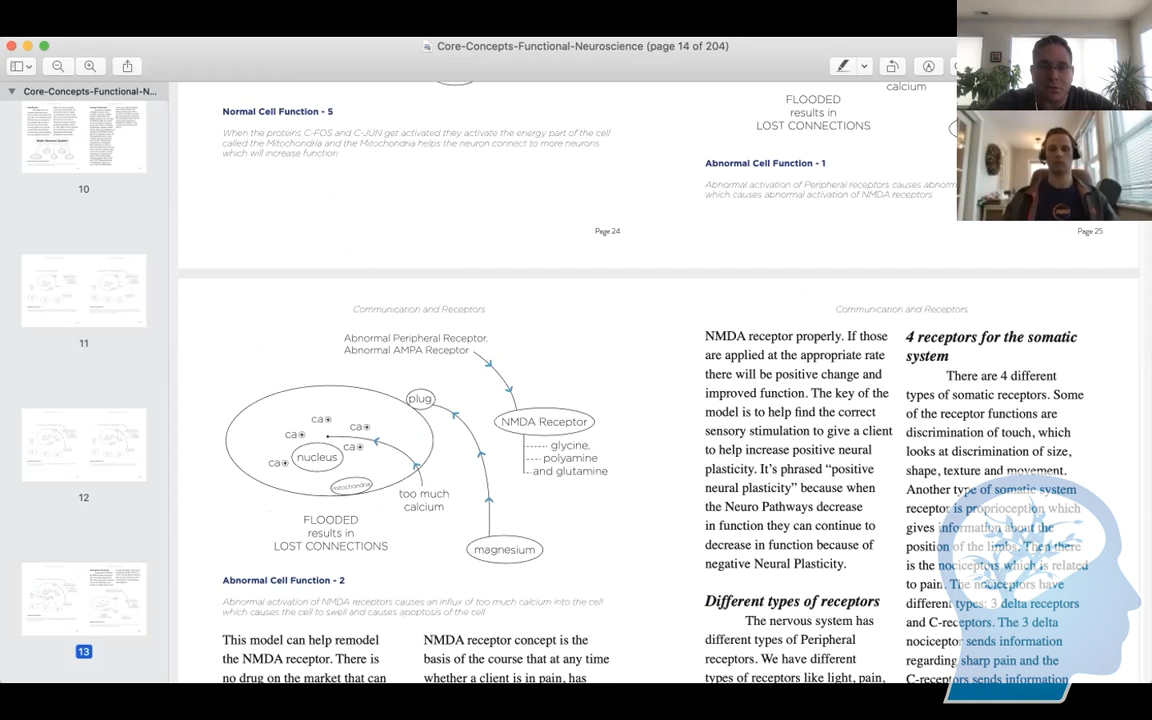 Core-Concepts-Functional-Neuroscience (page 14 of 204)
Core-Concepts-Functional-N...
10
11
12
13
Normal Cell Function - 5
When the proteins C-FOS and C-JUN get activated they activate the energy part of the cell
called the Mitochondria and the Mitochondria helps the neuron connect to more neurons
which will increase function
Page 24
calcium
FLOODED
results in
LOST CONNECTIONS
Abnormal Cell Function - 1
Abnormal activation of Peripheral receptors causes abnorm
which causes abnormal activation of NMDA receptors
Page 25
Communication and Receptors
Abnormal Peripheral Receptor,
Abnormal AMPA Receptor
plug
ca+
ca+
ca+
ca+
ca+
nucleus
mitochondria
NMDA Receptor
glycine,
polyamine
and glutamine
too much
calcium
FLOODED
results in
LOST CONNECTIONS
magnesium
Abnormal Cell Function - 2
Abnormal activation of NMDA receptors causes an influx of too much calcium into the cell
which causes the cell to swell and causes apoptosis of the cell
This model can help remodel
the NMDA receptor. There is
no drug on the market that can
NMDA receptor concept is the
basis of the course that at any time
whether a client is in pain, has
Communication and Receptors
NMDA receptor properly. If those
are applied at the appropriate rate
there will be positive change and
improved function. The key of the
model is to help find the correct
sensory stimulation to give a client
to help increase positive neural
plasticity. It's phrased "positive
neural plasticity" because when
the Neuro Pathways decrease
in function they can continue to
decrease in function because of
negative Neural Plasticity.
Different types of receptors
The nervous system has
different types of Peripheral
receptors. We have different
types of receptors like light, pain,
4 receptors for the somatic
system
There are 4 different
types of somatic receptors. Some
of the receptor functions are
discrimination of touch, which
looks at discrimination of size,
shape, texture and movement.
Another type of somatic system
receptor is proprioception which
gives information about the
position of the limbs. Then there
is the nociceptors which is related
to pain. The nociceptors have
different types: 3 delta receptors
and C-receptors. The 3 delta
nociceptor sends information
regarding sharp pain and the
C-receptors sends information